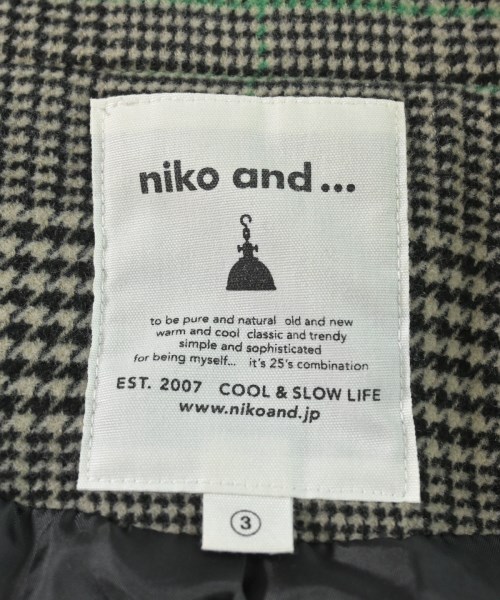 niko and ...
to be pure and natural old and new
warm and cool classic and trendy
simple and sophisticated
for being myself... it's 25's combination
EST. 2007 COOL & SLOW LIFE
www.nikoand.jp
③